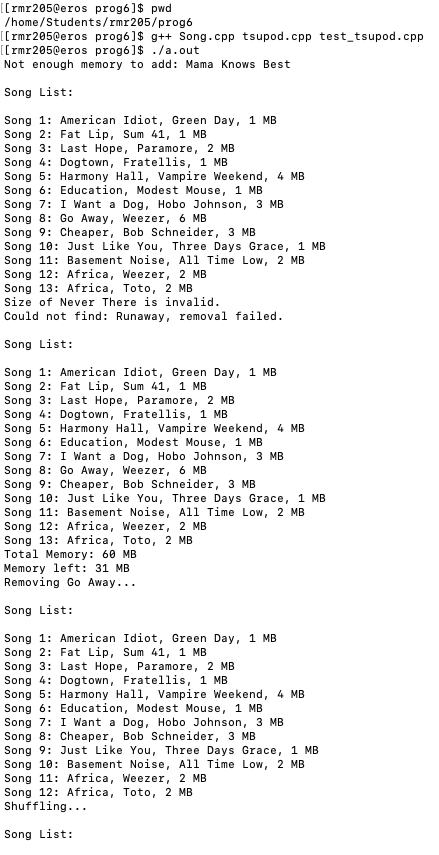 [[rmr205@eros prog6]$ pwd
/home/Students/rmr205/prog6
[[rmr205@eros prog6]$ g++ Song.cpp tsupod.cpp test_tsupod.cpp
[[rmr205@eros prog6]$ ./a.out
Not enough memory to add: Mama Knows Best

Song List:

Song 1: American Idiot, Green Day, 1 MB
Song 2: Fat Lip, Sum 41, 1 MB
Song 3: Last Hope, Paramore, 2 MB
Song 4: Dogtown, Fratellis, 1 MB
Song 5: Harmony Hall, Vampire Weekend, 4 MB
Song 6: Education, Modest Mouse, 1 MB
Song 7: I Want a Dog, Hobo Johnson, 3 MB
Song 8: Go Away, Weezer, 6 MB
Song 9: Cheaper, Bob Schneider, 3 MB
Song 10: Just Like You, Three Days Grace, 1 MB
Song 11: Basement Noise, All Time Low, 2 MB
Song 12: Africa, Weezer, 2 MB
Song 13: Africa, Toto, 2 MB
Size of Never There is invalid.
Could not find: Runaway, removal failed.

Song List:

Song 1: American Idiot, Green Day, 1 MB
Song 2: Fat Lip, Sum 41, 1 MB
Song 3: Last Hope, Paramore, 2 MB
Song 4: Dogtown, Fratellis, 1 MB
Song 5: Harmony Hall, Vampire Weekend, 4 MB
Song 6: Education, Modest Mouse, 1 MB
Song 7: I Want a Dog, Hobo Johnson, 3 MB
Song 8: Go Away, Weezer, 6 MB
Song 9: Cheaper, Bob Schneider, 3 MB
Song 10: Just Like You, Three Days Grace, 1 MB
Song 11: Basement Noise, All Time Low, 2 MB
Song 12: Africa, Weezer, 2 MB
Song 13: Africa, Toto, 2 MB
Total Memory: 60 MB
Memory left: 31 MB
Removing Go Away...

Song List:

Song 1: American Idiot, Green Day, 1 MB
Song 2: Fat Lip, Sum 41, 1 MB
Song 3: Last Hope, Paramore, 2 MB
Song 4: Dogtown, Fratellis, 1 MB
Song 5: Harmony Hall, Vampire Weekend, 4 MB
Song 6: Education, Modest Mouse, 1 MB
Song 7: I Want a Dog, Hobo Johnson, 3 MB
Song 8: Cheaper, Bob Schneider, 3 MB
Song 9: Just Like You, Three Days Grace, 1 MB
Song 10: Basement Noise, All Time Low, 2 MB
Song 11: Africa, Weezer, 2 MB
Song 12: Africa, Toto, 2 MB
Shuffling...

Song List: